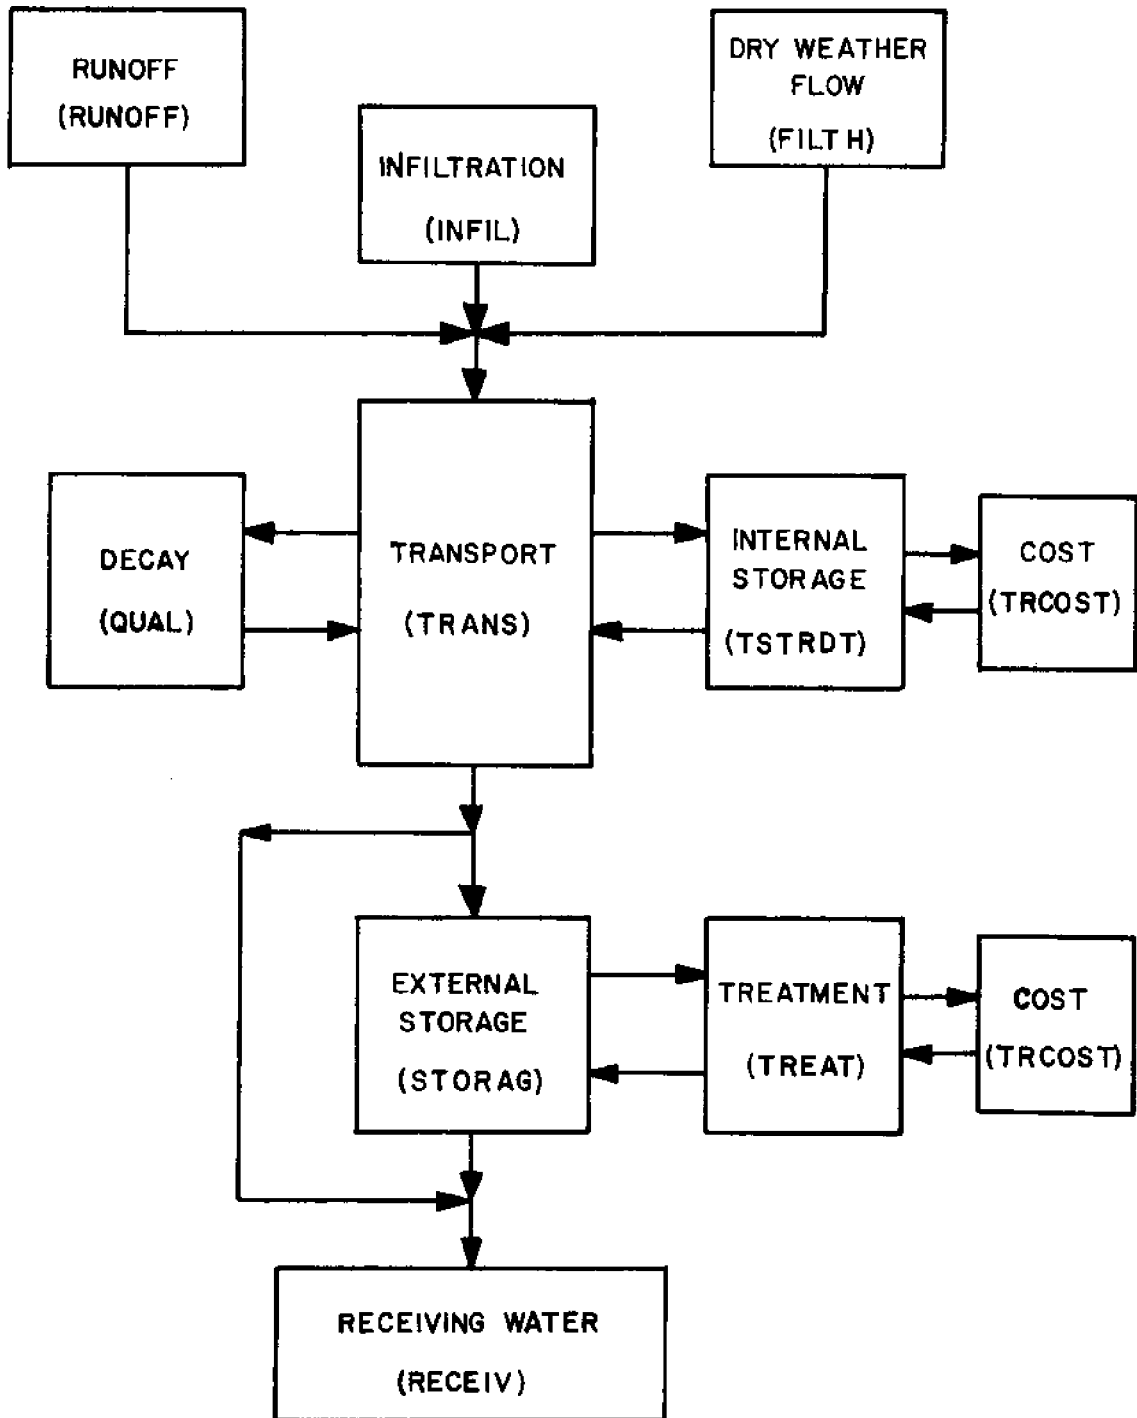 RUNOFF
(RUNOFF)
DRY WEATHER
FLOW
(FILTH)
INFILTRATION
(INFIL)
DECAY
(QUAL)
TRANSPORT
(TRANS)
INTERNAL
STORAGE
(TSTRDT)
COST
(TRCOST)
EXTERNAL
STORAGE
(STORAG)
TREATMENT
(TREAT)
COST
(TRCOST)
RECEIVING WATER
(RECEIV)